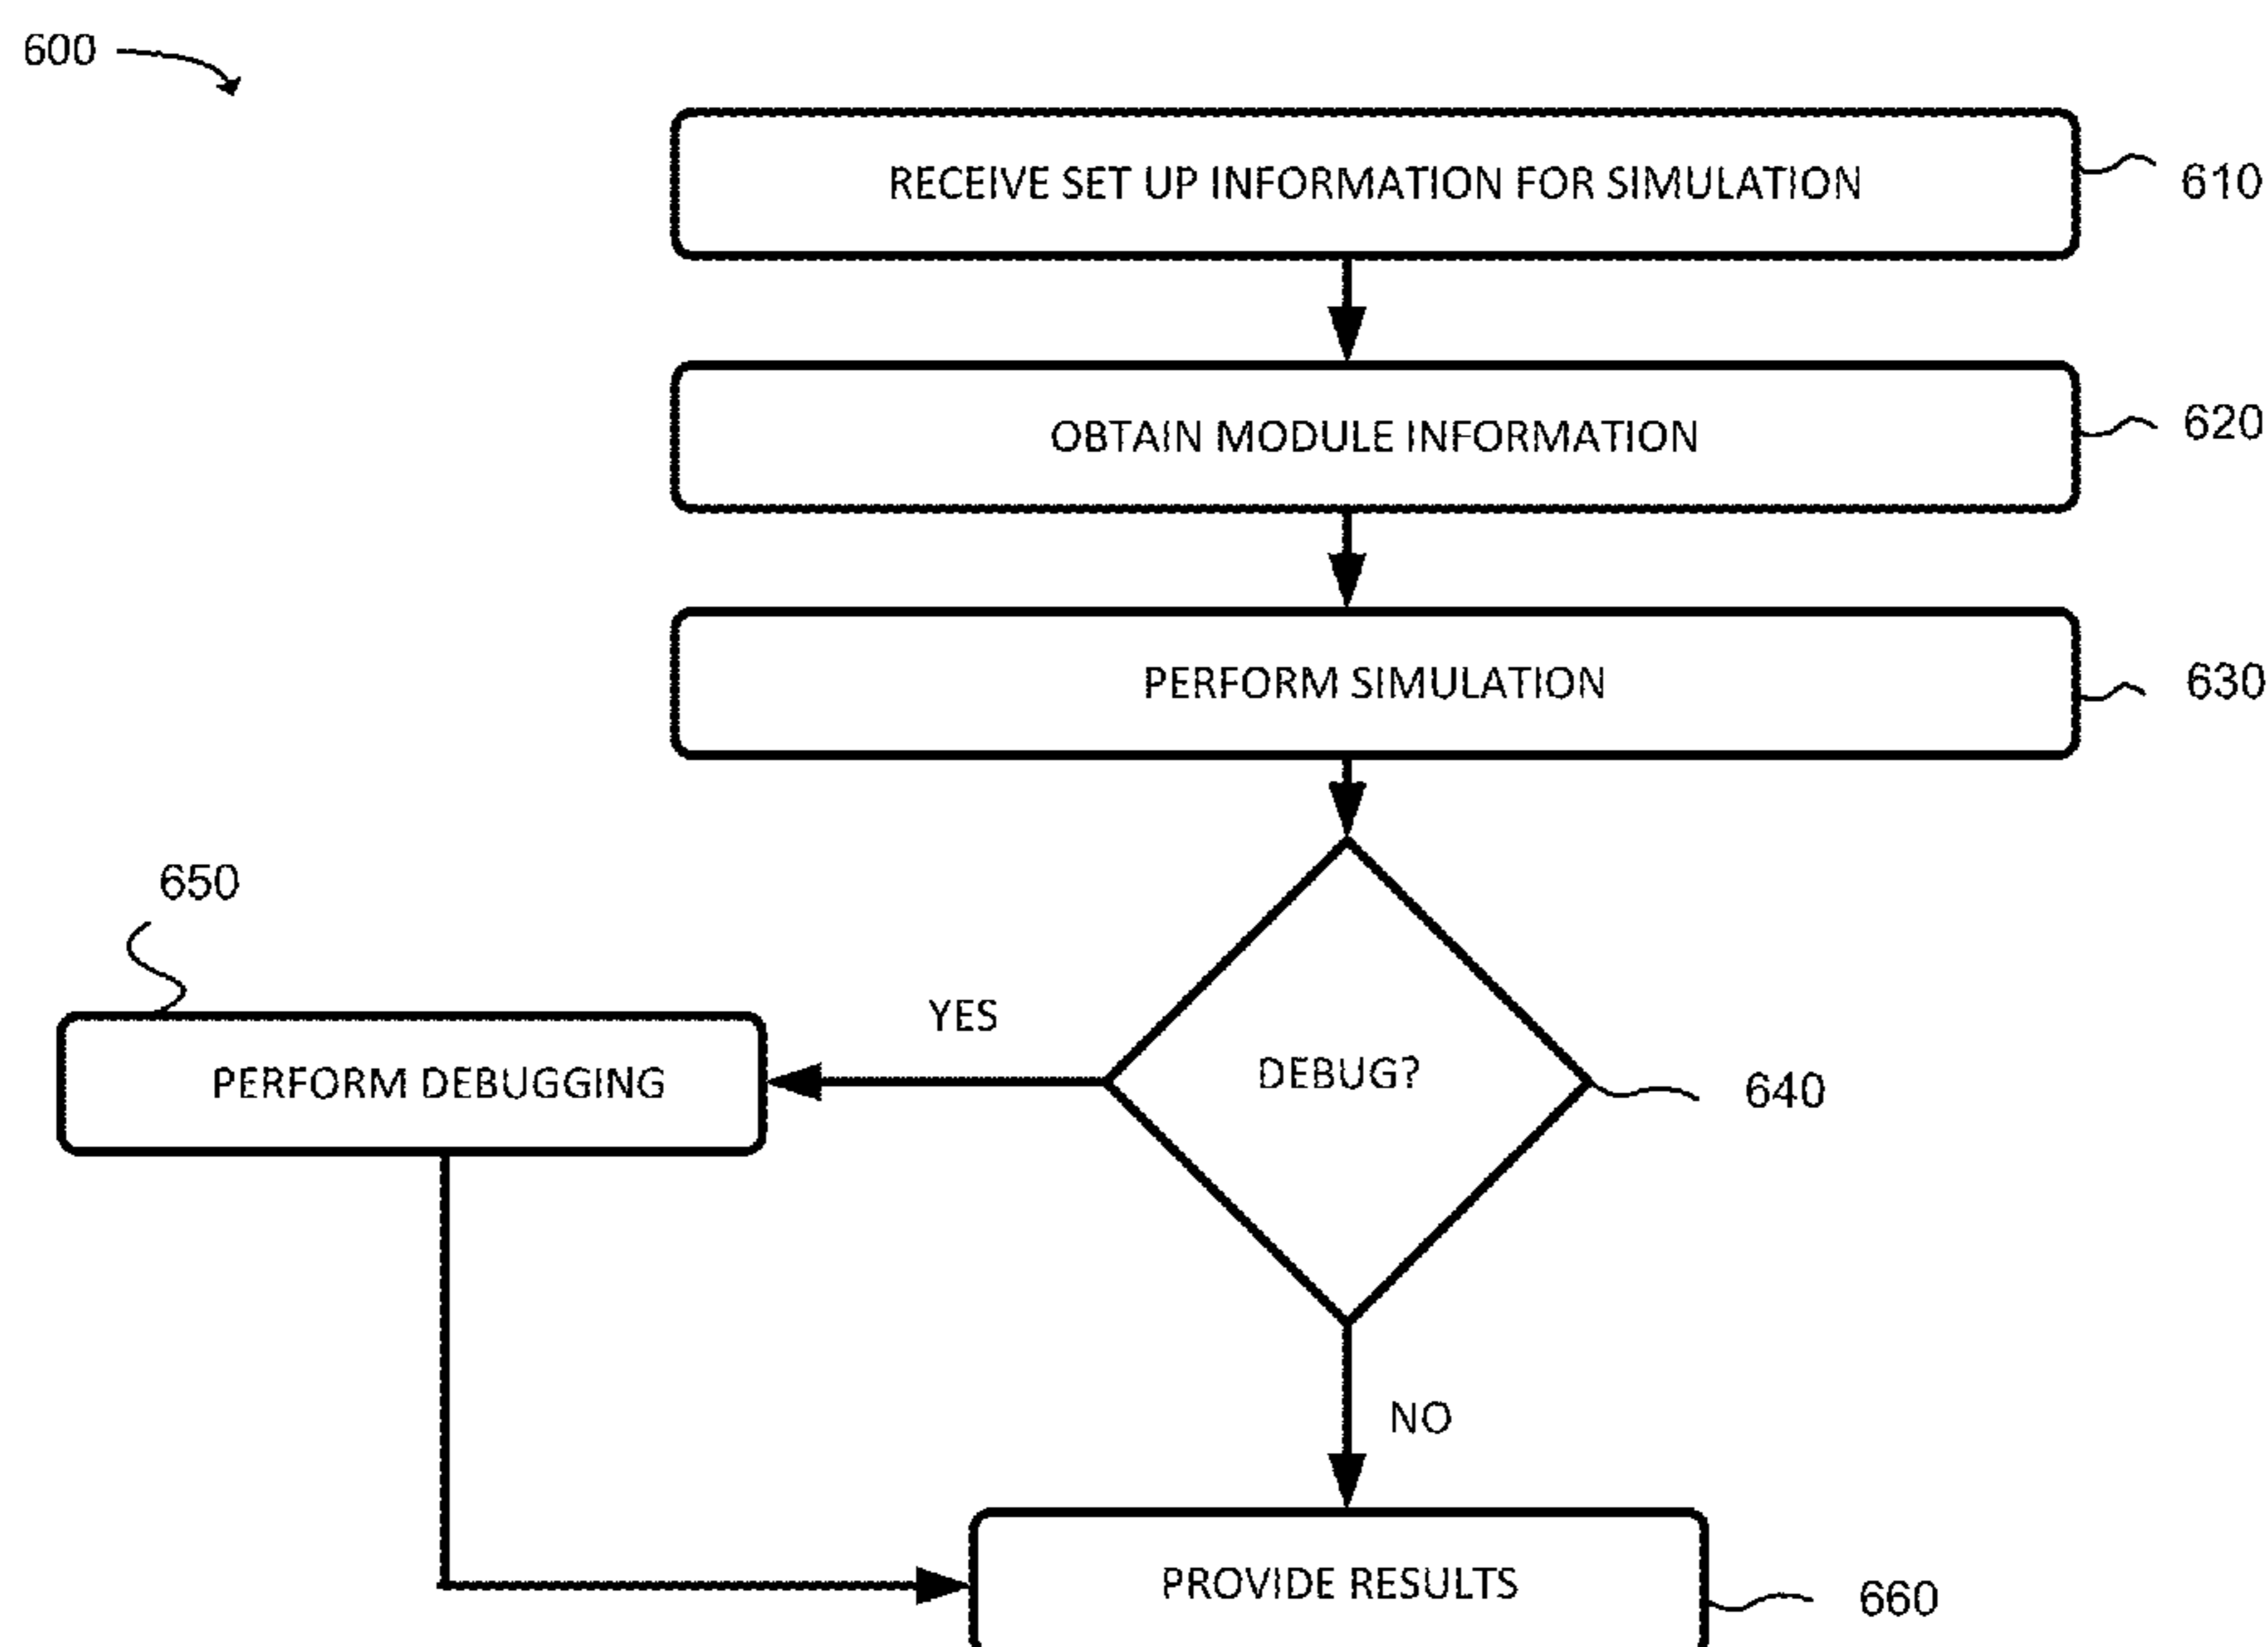 600
RECEIVE SET UP INFORMATION FOR SIMULATION
610
OBTAIN MODULE INFORMATION
620
PERFORM SIMULATION
630
650
YES
DEBUG?
PERFORM DEBUGGING
640
NO
PROVIDE RESULTS
660